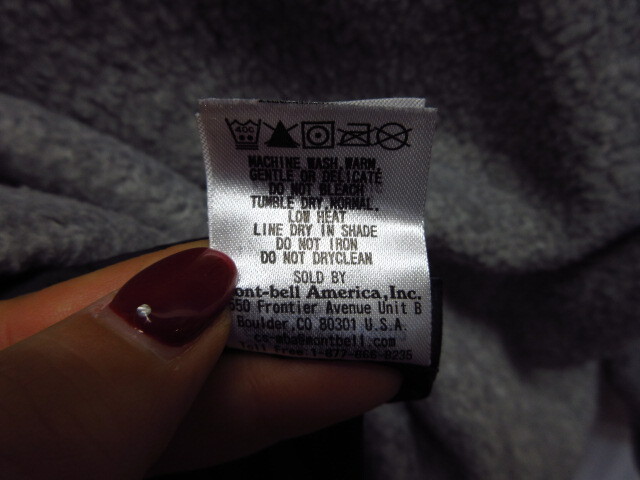 40C
MACHINE WASH WARM
GENTLE OR DELICATE
DO NOT BLEACH
TUMBLE DRY, NORMAL,
LOW HEAT
LINE DRY IN SHADE
DO NOT IRON
DO NOT DRYCLEAN
SOLD BY
ont-bell America, Inc.
Frontier Avenue Unit B
Boulder, CO 80301 U.S.A.